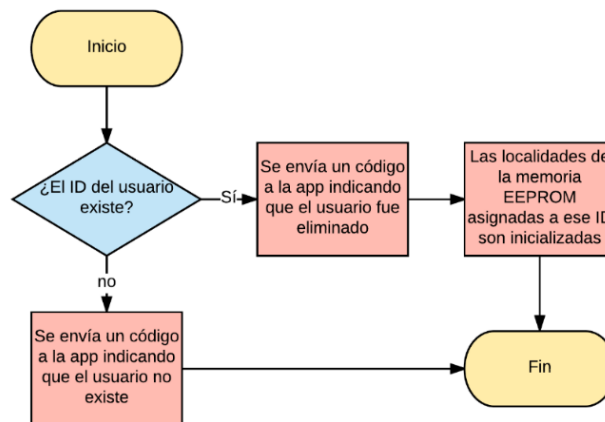 Inicio
¿El ID del usuario
existe?
Sí
Se envía un código
a la app indicando
que el usuario fue
eliminado
Las localidades de
la memoria
EEPROM
asignadas a ese ID
son inicializadas
no
Se envía un código
a la app indicando
que el usuario no
existe
Fin